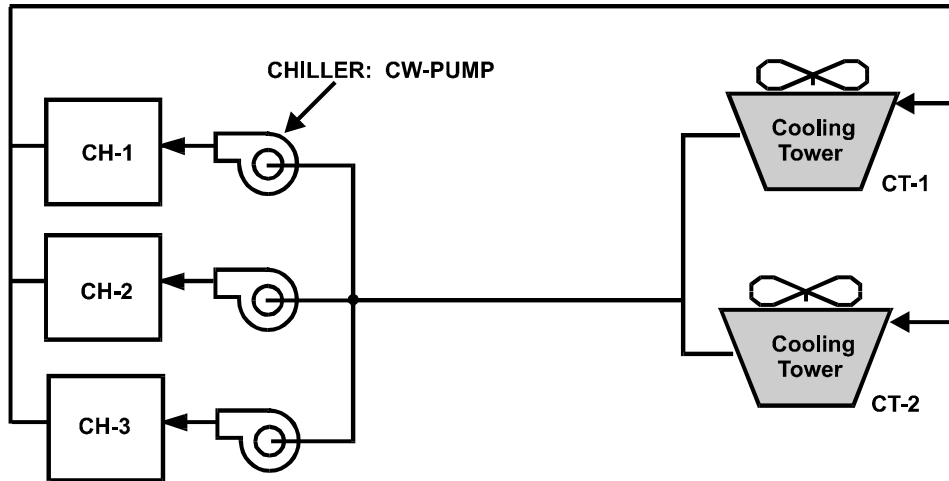 CHILLER: CW-PUMP
CH-1
Cooling
Tower
CT-1
CH-2
Cooling
Tower
CT-2
CH-3